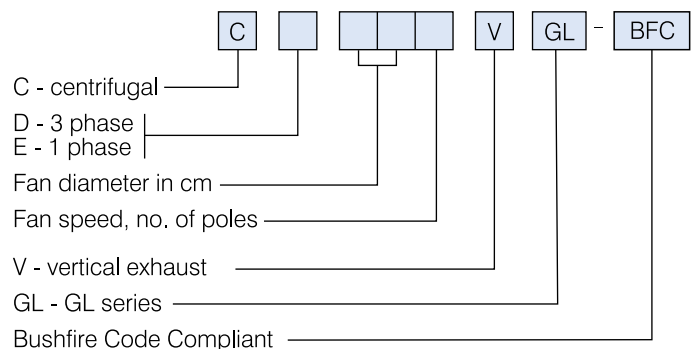 C V GL - BFC
C - centrifugal
D - 3 phase
E - 1 phase
Fan diameter in cm
Fan speed, no. of poles
V - vertical exhaust
GL - GL series
Bushfire Code Compliant